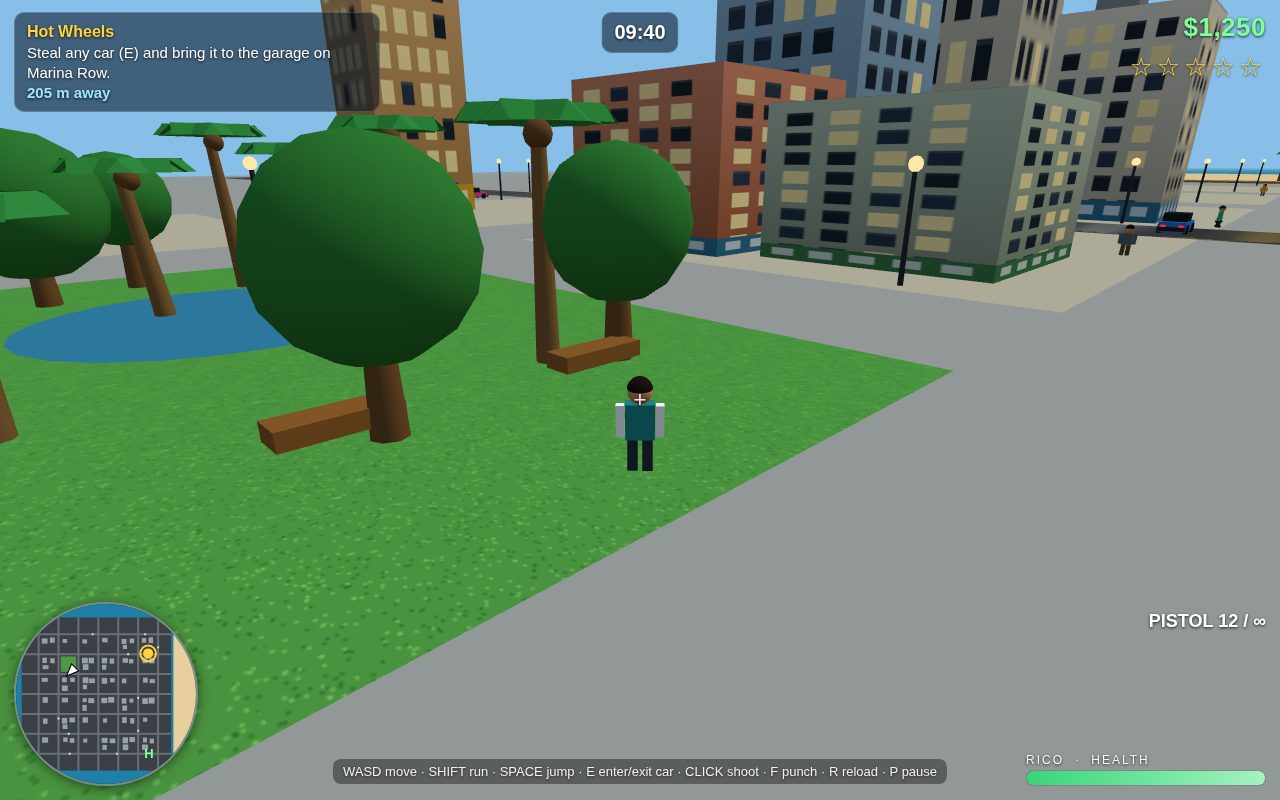 Hot Wheels
Steal any car (E) and bring it to the garage on
Marina Row.
205 m away
09:40
$1,250
PISTOL 12 / ∞
H
WASD move · SHIFT run · SPACE jump · E enter/exit car · CLICK shoot · F punch · R reload · P pause
RICO · HEALTH